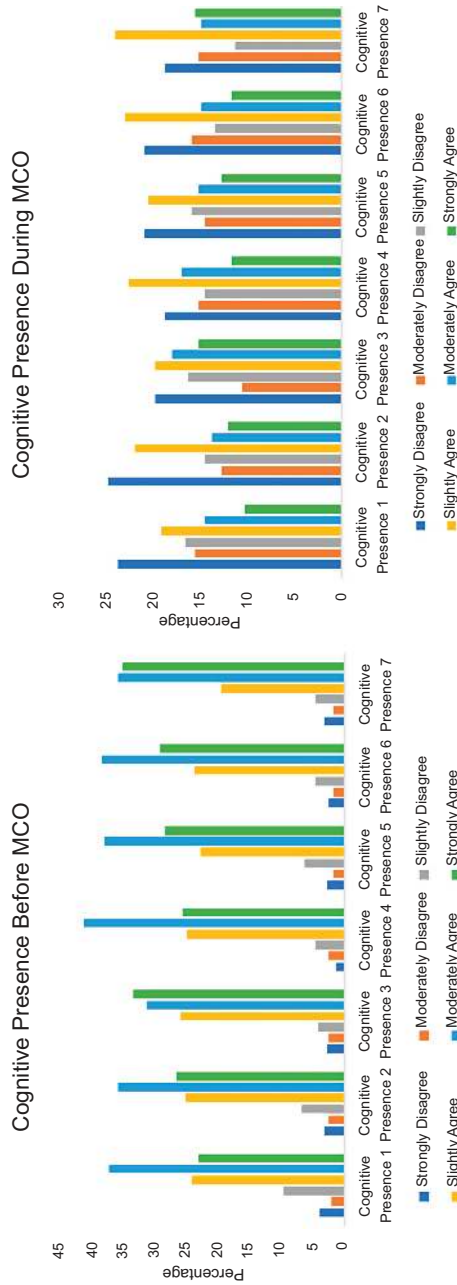 Cognitive Presence Before MCO
45
40
35
30
25
20
15
10
5
0
Percentage
Cognitive Presence 1
Cognitive Presence 2
Cognitive Presence 3
Cognitive Presence 4
Cognitive Presence 5
Cognitive Presence 6
Cognitive Presence 7
Strongly Disagree
Moderately Disagree
Slightly Disagree
Slightly Agree
Moderately Agree
Strongly Agree
Cognitive Presence During MCO
30
25
20
15
10
5
0
Percentage
Cognitive Presence 1
Cognitive Presence 2
Cognitive Presence 3
Cognitive Presence 4
Cognitive Presence 5
Cognitive Presence 6
Cognitive Presence 7
Strongly Disagree
Moderately Disagree
Slightly Disagree
Slightly Agree
Moderately Agree
Strongly Agree